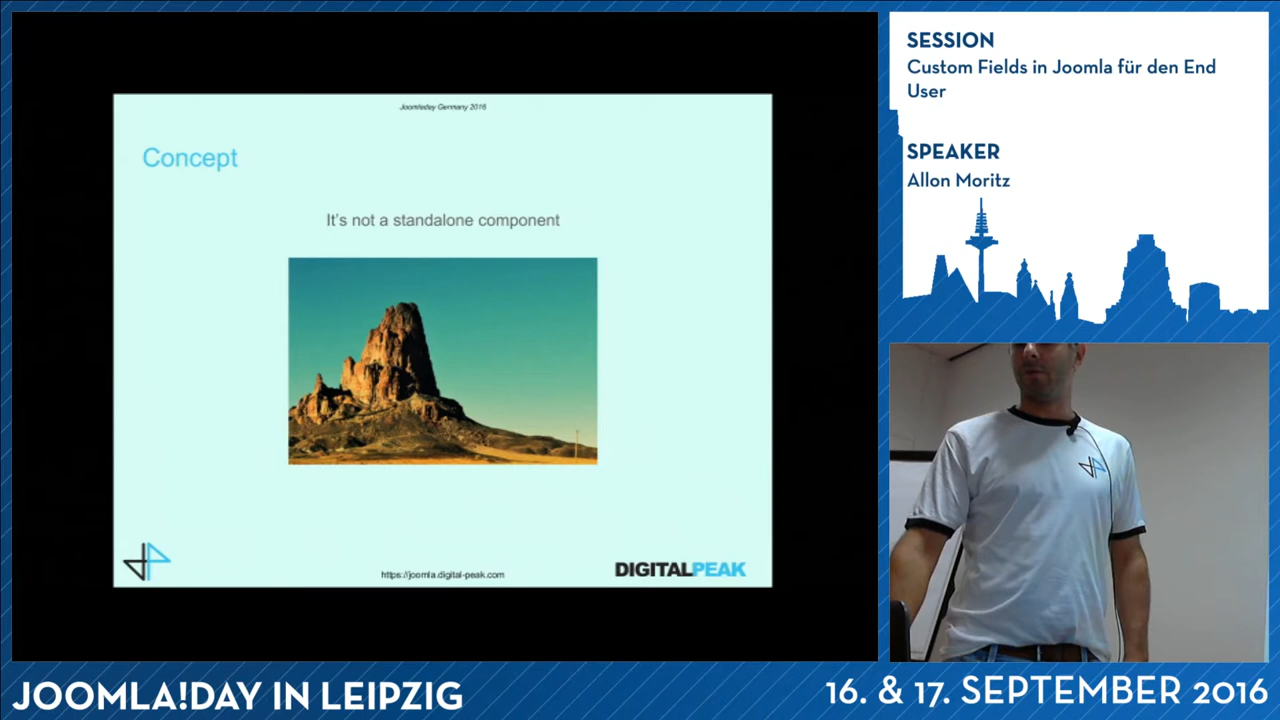 Joomladay Germany 2016
Concept
It's not a standalone component
https://joomla.digital-peak.com
DIGITALPEAK
SESSION
Custom Fields in Joomla für den End
User
SPEAKER
Allon Moritz
JOOMLA!DAY IN LEIPZIG
16. & 17. SEPTEMBER 2016